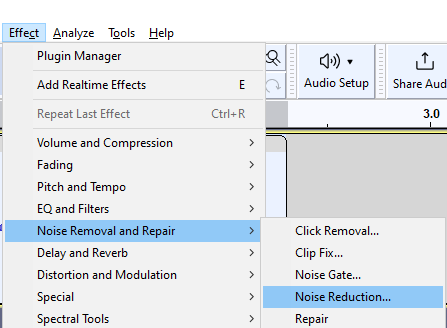 Effect Analyze Tools Help
Plugin Manager
Add Realtime Effects E
Audio Setup
Share Aud
Repeat Last Effect Ctrl+R
3.0
Volume and Compression >
Fading >
Pitch and Tempo >
EQ and Filters >
Noise Removal and Repair >
Click Removal...
Delay and Reverb >
Clip Fix...
Distortion and Modulation >
Noise Gate...
Special >
Noise Reduction...
Spectral Tools >
Repair